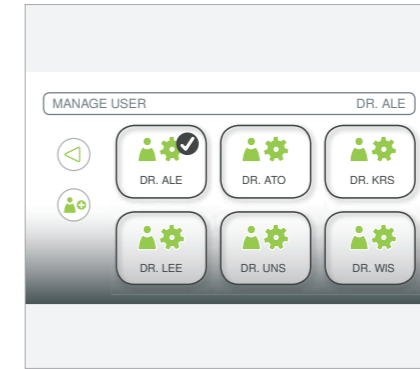 MANAGE USER DR. ALE
DR. ALE DR. ATO DR. KRS
DR. LEE DR. UNS DR. WIS